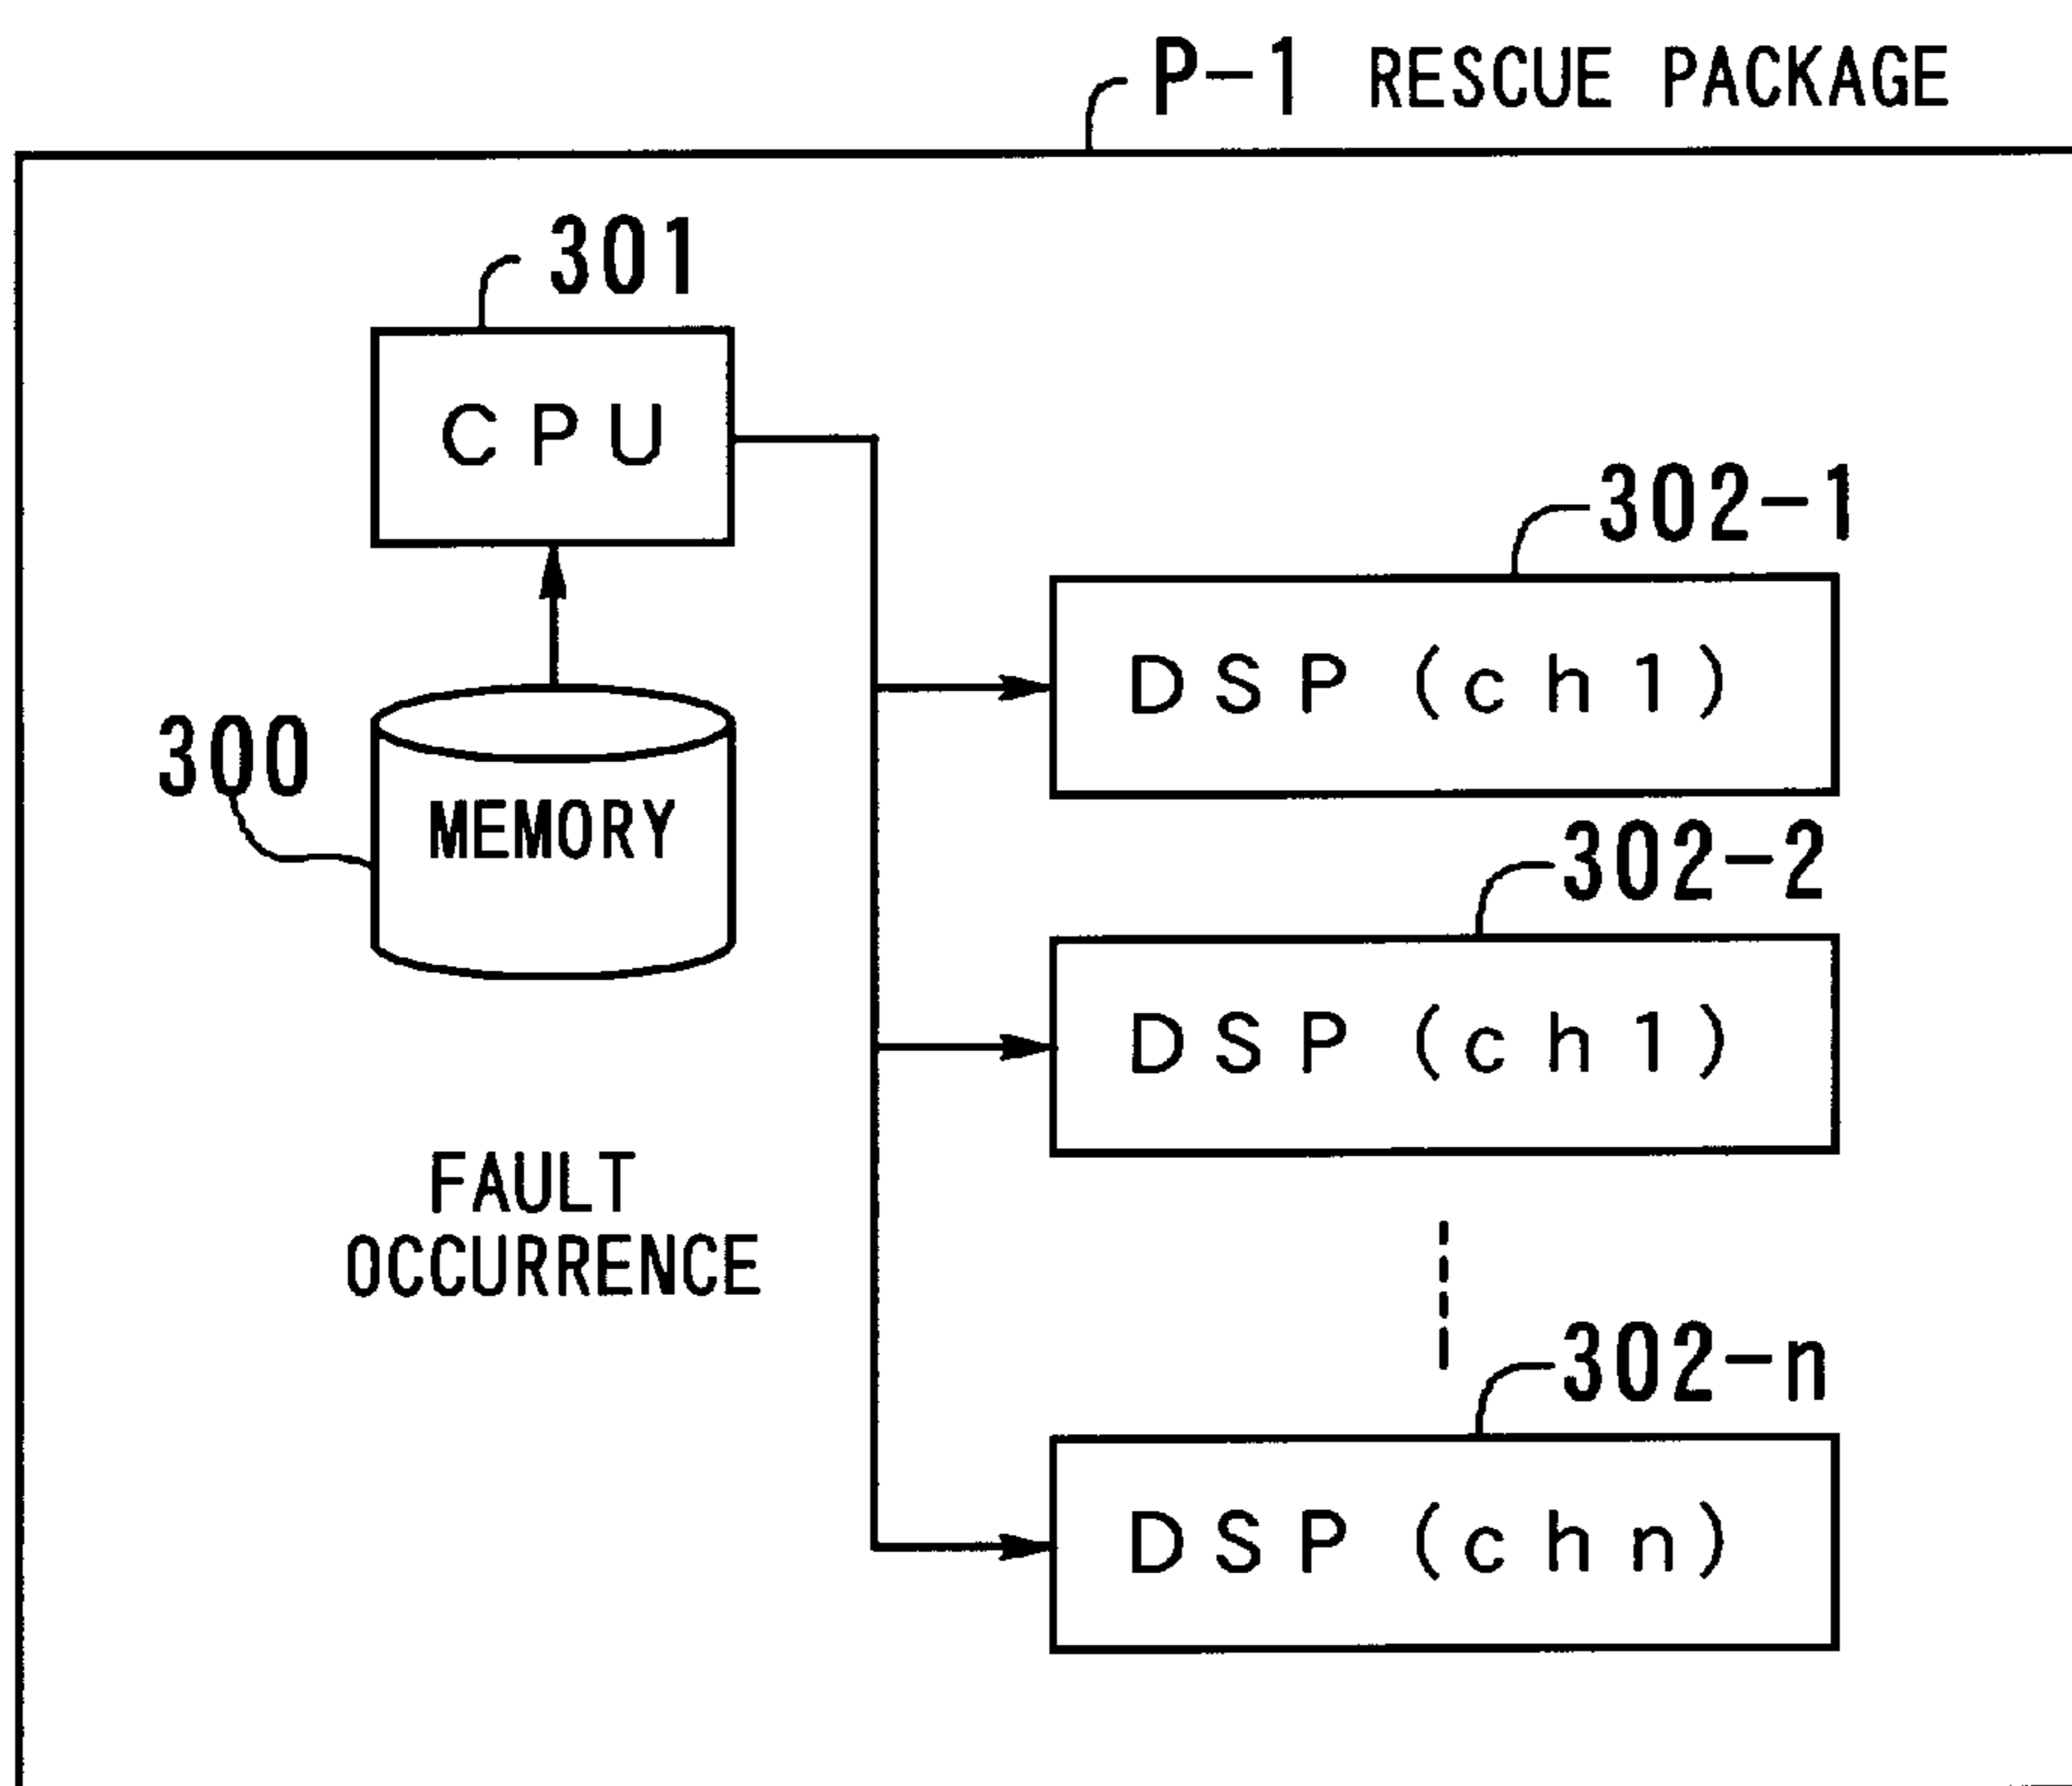 P-1 RESCUE PACKAGE
301
CPU
302-1
DSP (ch1)
300
MEMORY
302-2
DSP (ch1)
FAULT
OCCURRENCE
302-n
DSP (chn)